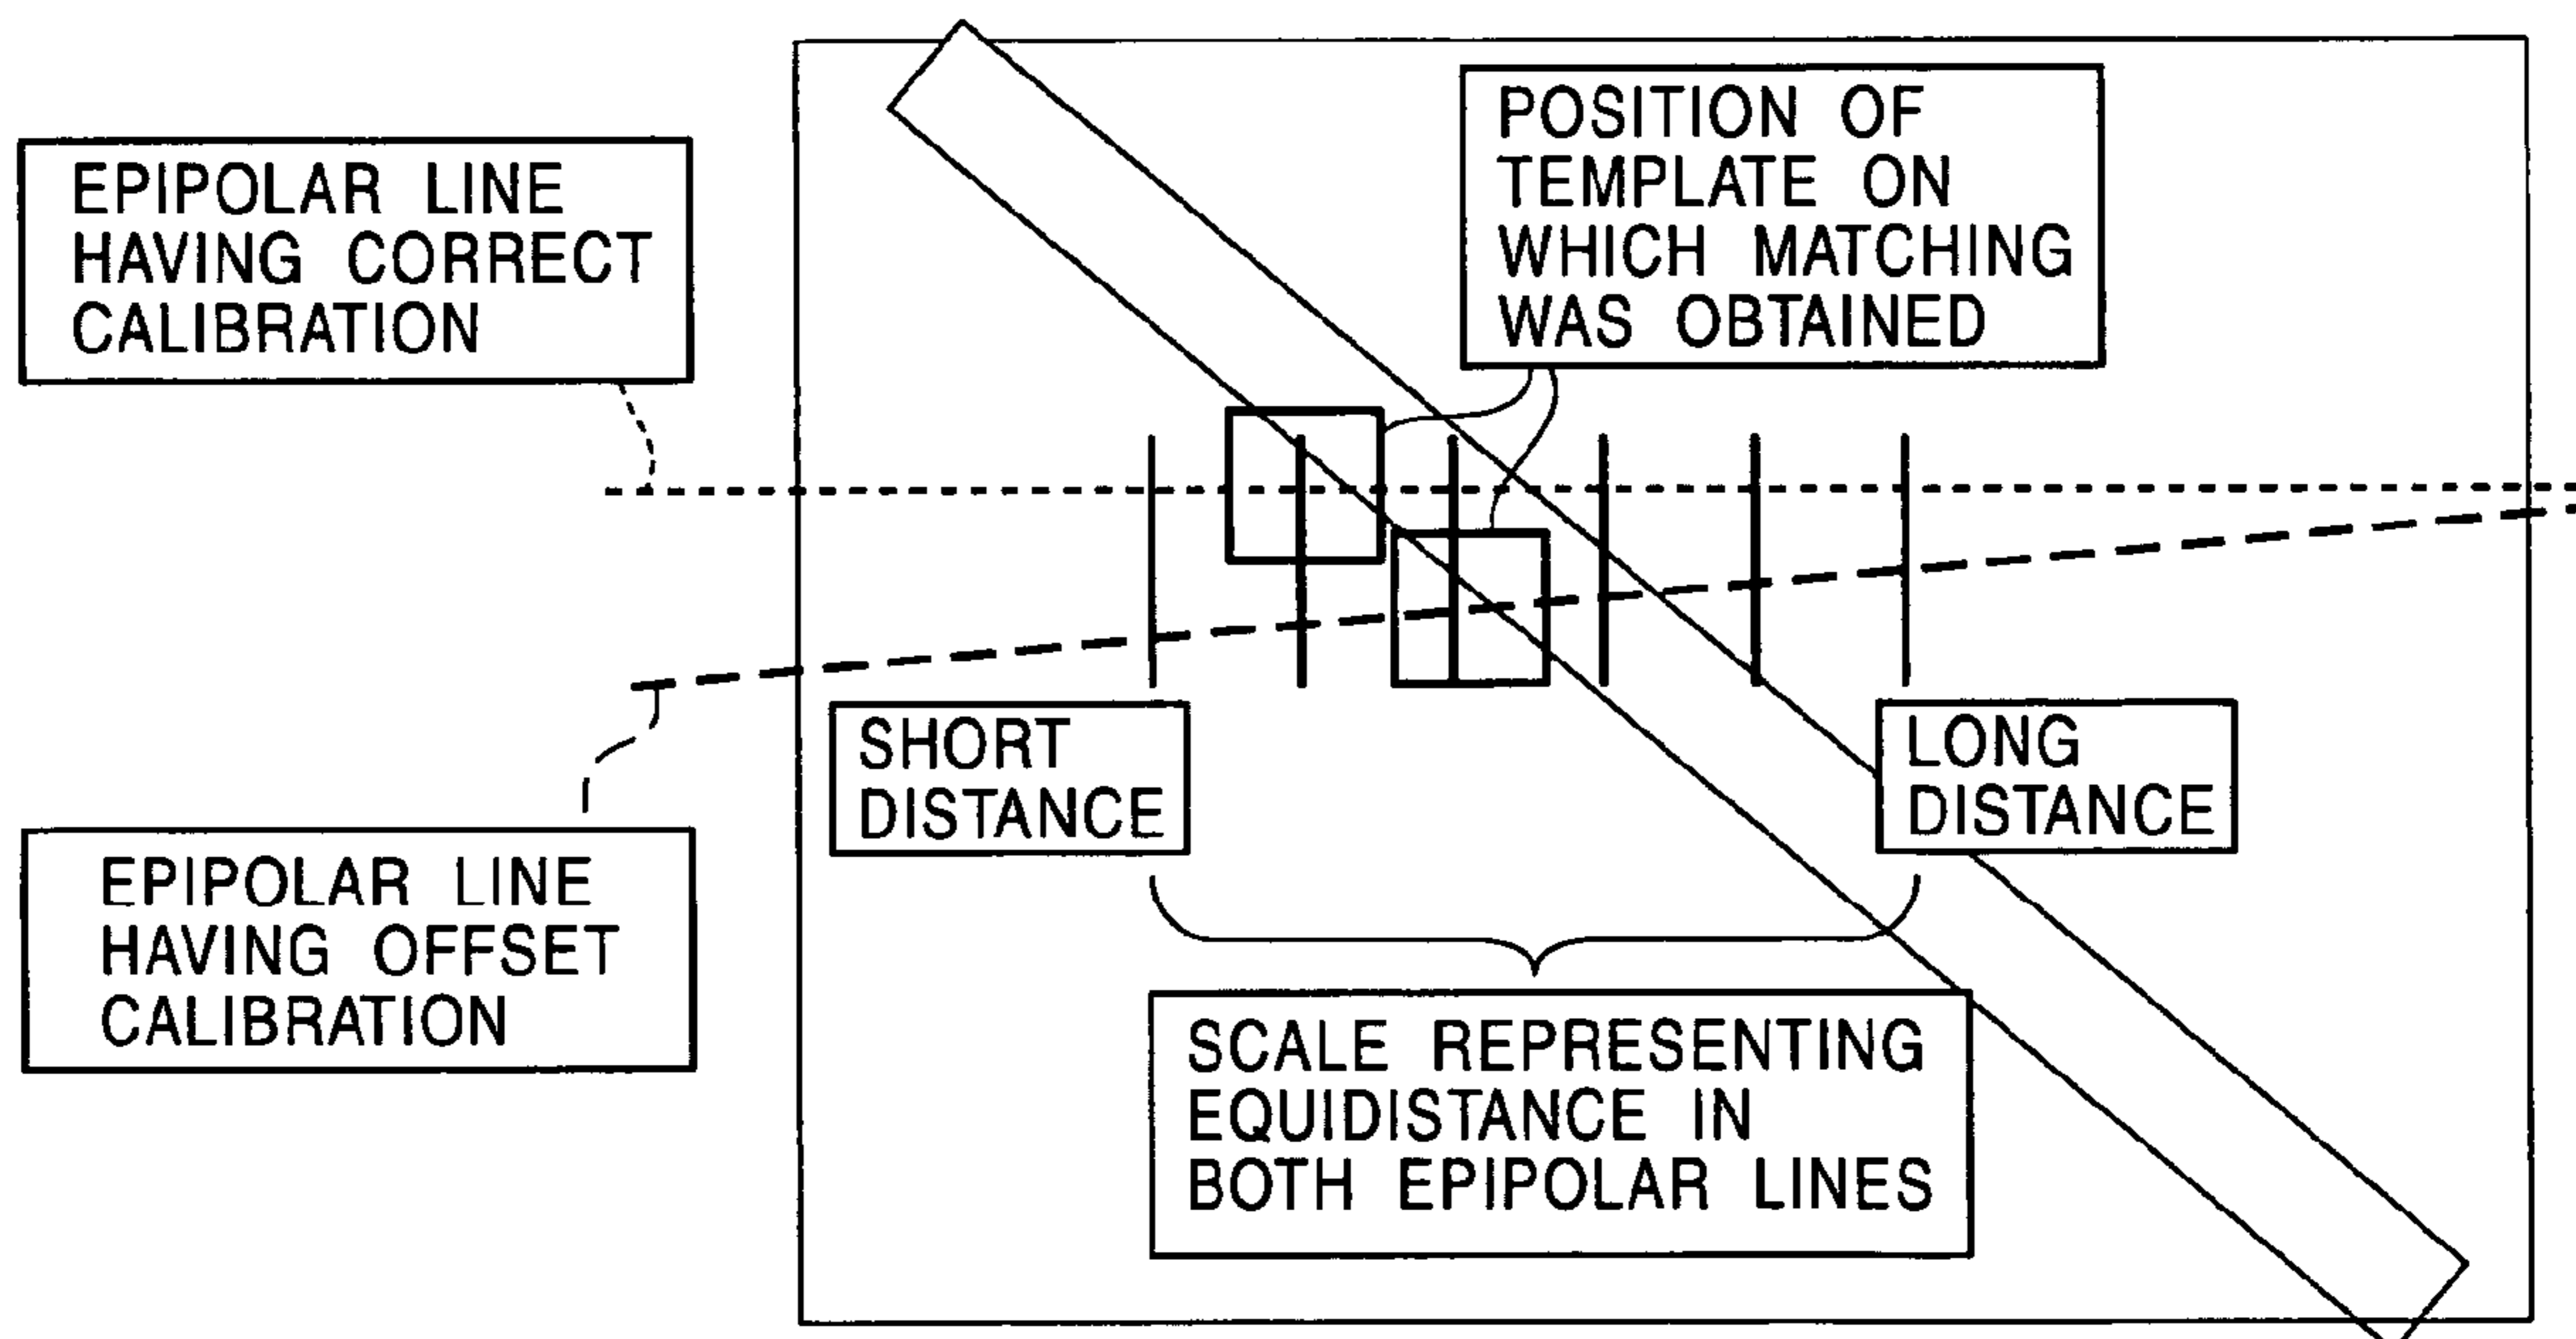 EPIPOLAR LINE
HAVING CORRECT
CALIBRATION
POSITION OF
TEMPLATE ON
WHICH MATCHING
WAS OBTAINED
SHORT
DISTANCE
LONG
DISTANCE
EPIPOLAR LINE
HAVING OFFSET
CALIBRATION
SCALE REPRESENTING
EQUIDISTANCE IN
BOTH EPIPOLAR LINES